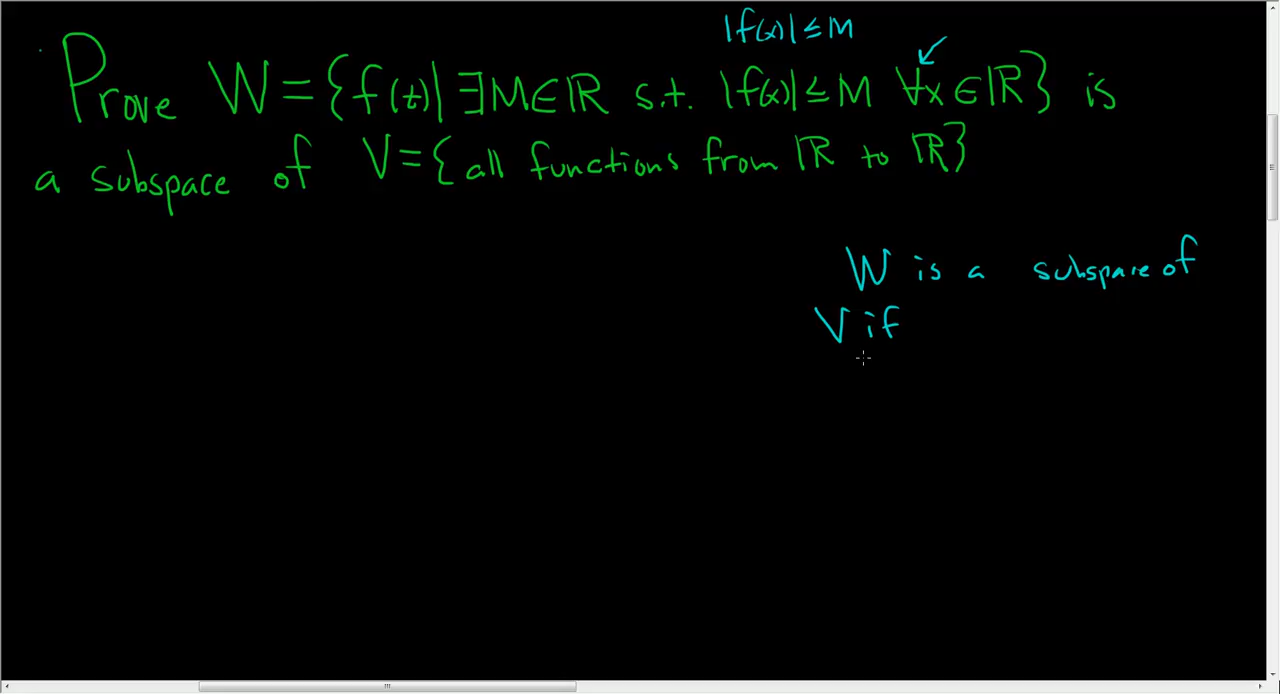 |f(x)| ≤ M
Prove W = {f(t) | ∃M∈ℝ s.t. |f(x)| ≤ M ∀x∈ℝ} is
a subspace of V = {all functions from ℝ to ℝ}
W is a subspace of
V if